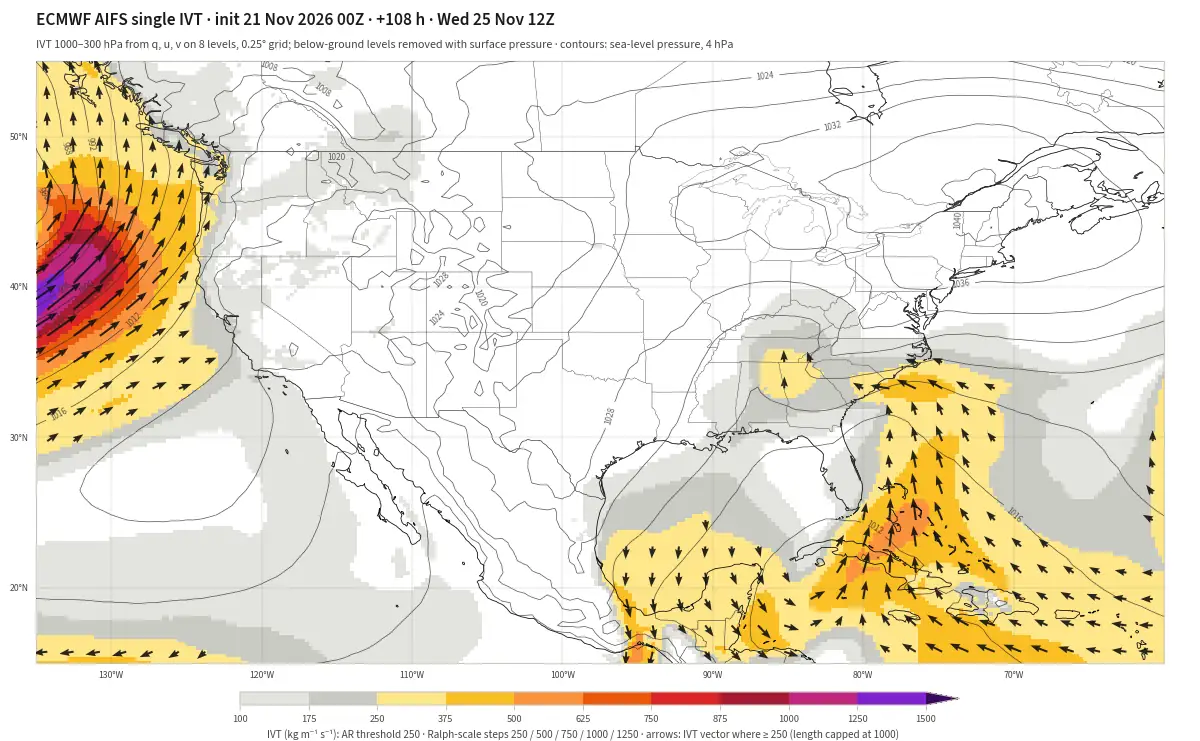 ECMWF AIFS single IVT · init 21 Nov 2026 00Z · +108 h · Wed 25 Nov 12Z
IVT 1000–300 hPa from q, u, v on 8 levels, 0.25° grid; below-ground levels removed with surface pressure · contours: sea-level pressure, 4 hPa
1008
1024
1008
1032
50°N
992
1020
1040
1028
1036
40°N
1020
1024
1012
1016
1028
30°N
1016
1012
20°N
130°W 120°W 110°W 100°W 90°W 80°W 70°W
100 175 250 375 500 625 750 875 1000 1250 1500
IVT (kg m⁻¹ s⁻¹): AR threshold 250 · Ralph-scale steps 250 / 500 / 750 / 1000 / 1250 · arrows: IVT vector where ≥ 250 (length capped at 1000)